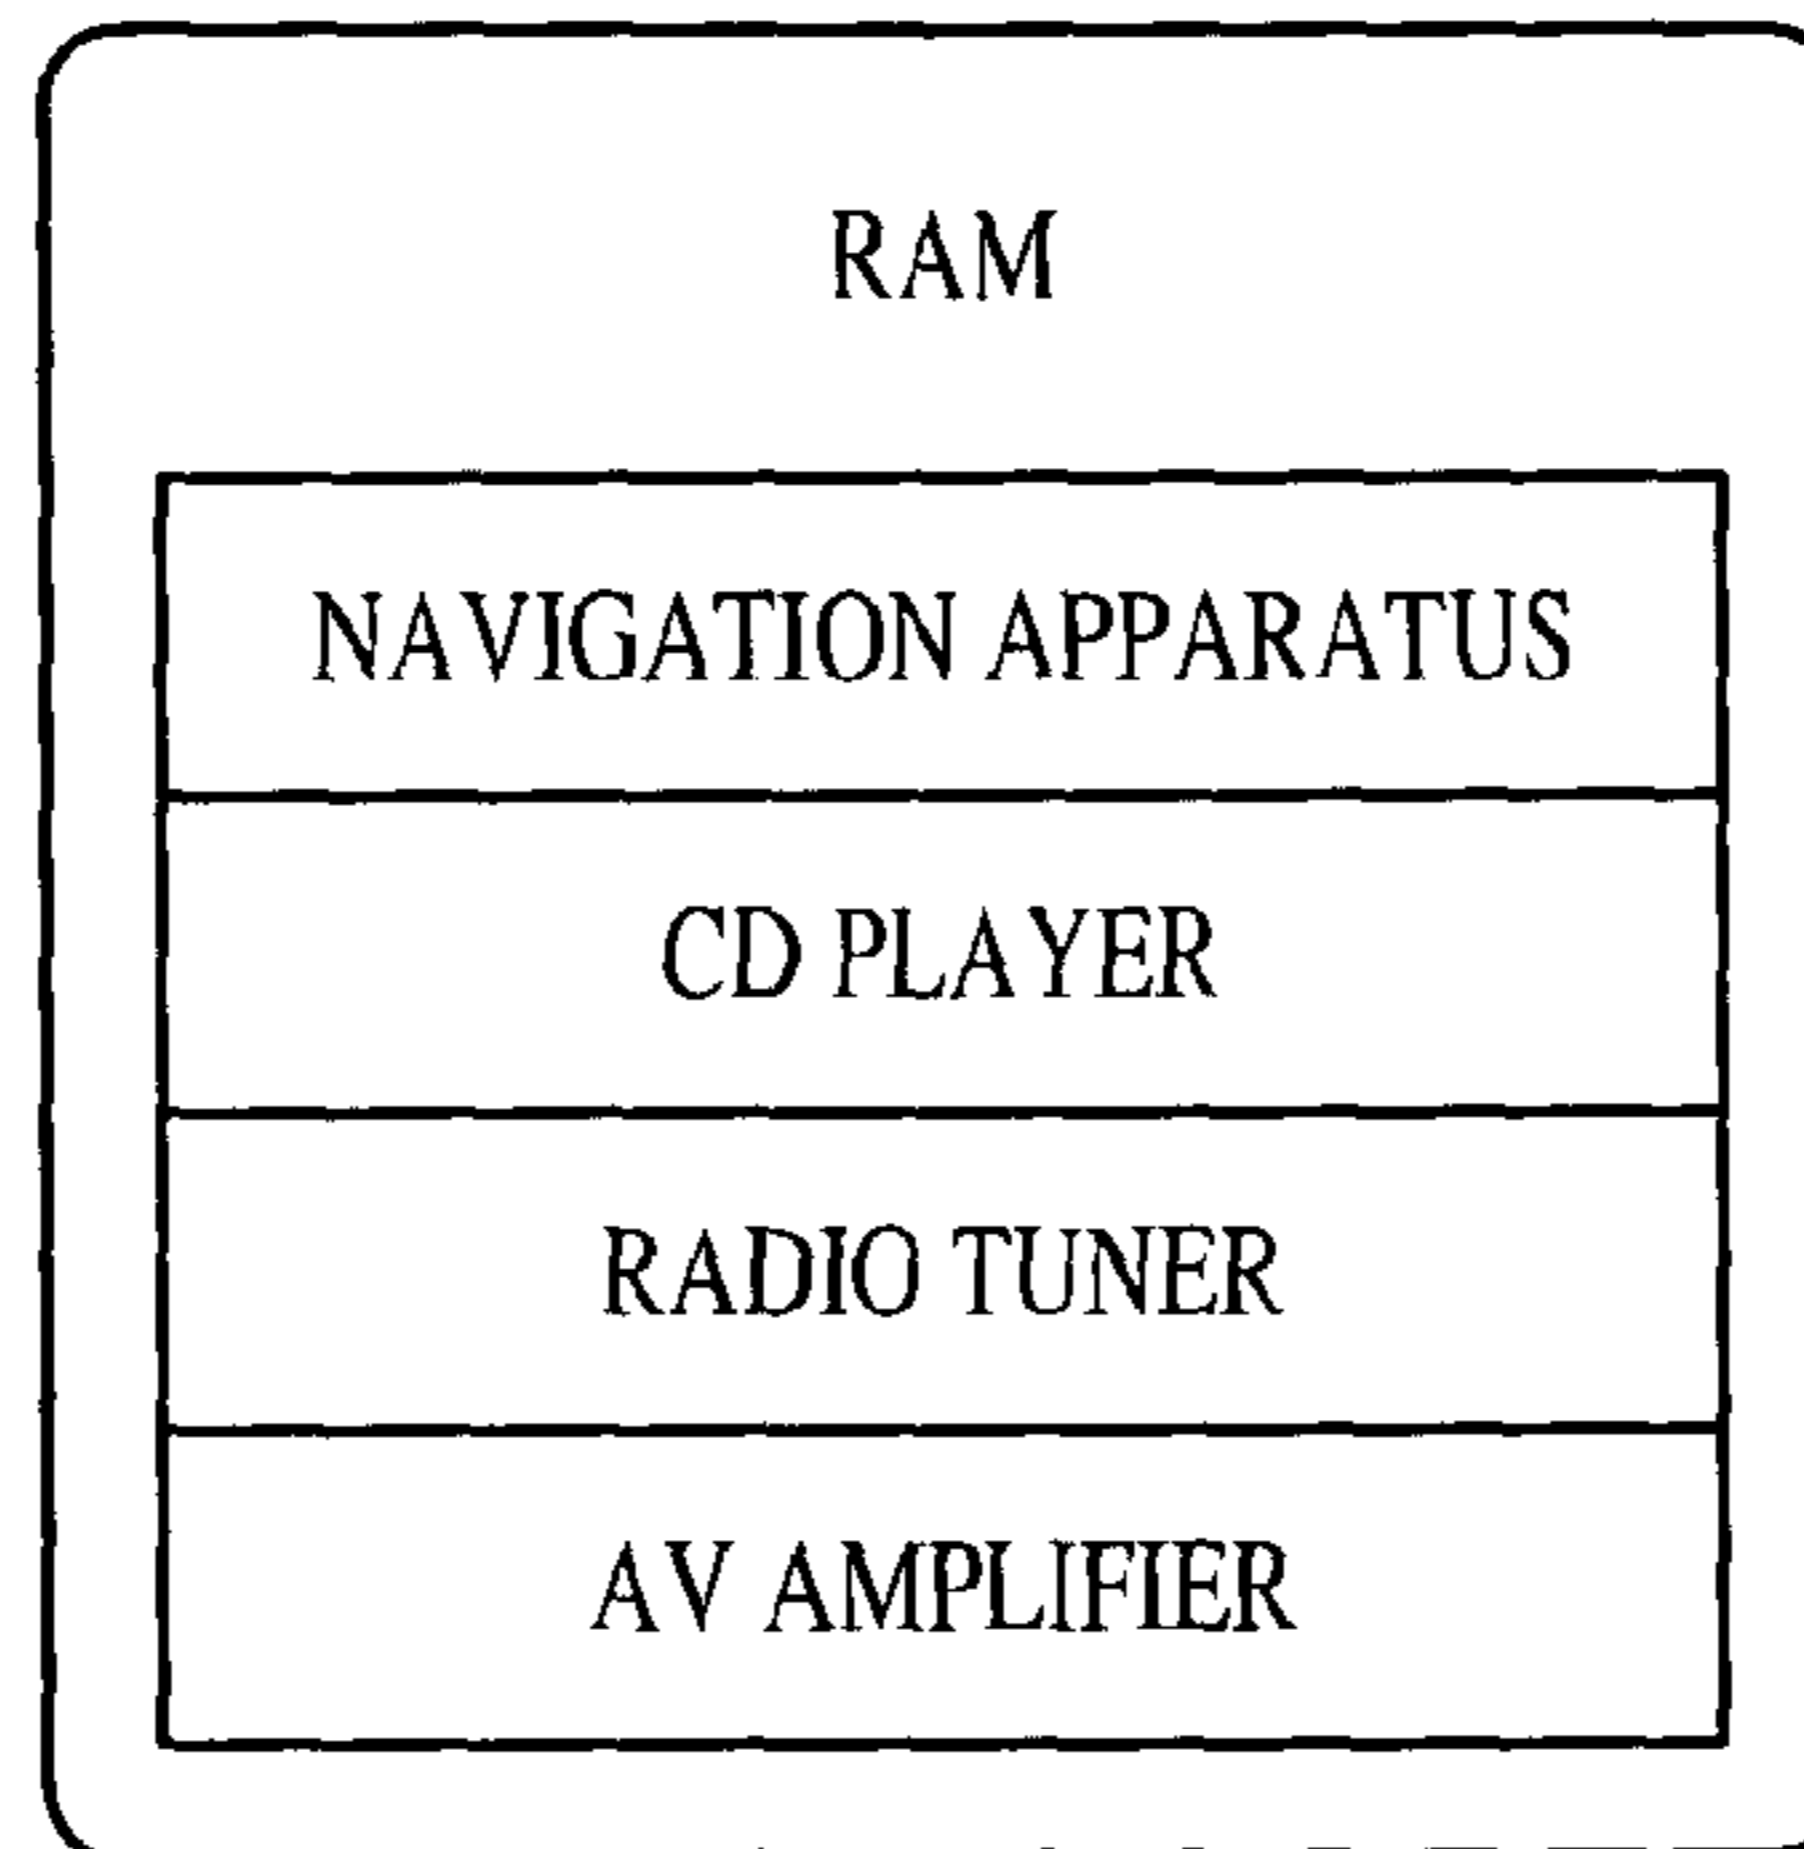 RAM
NAVIGATION APPARATUS
CD PLAYER
RADIO TUNER
AV AMPLIFIER